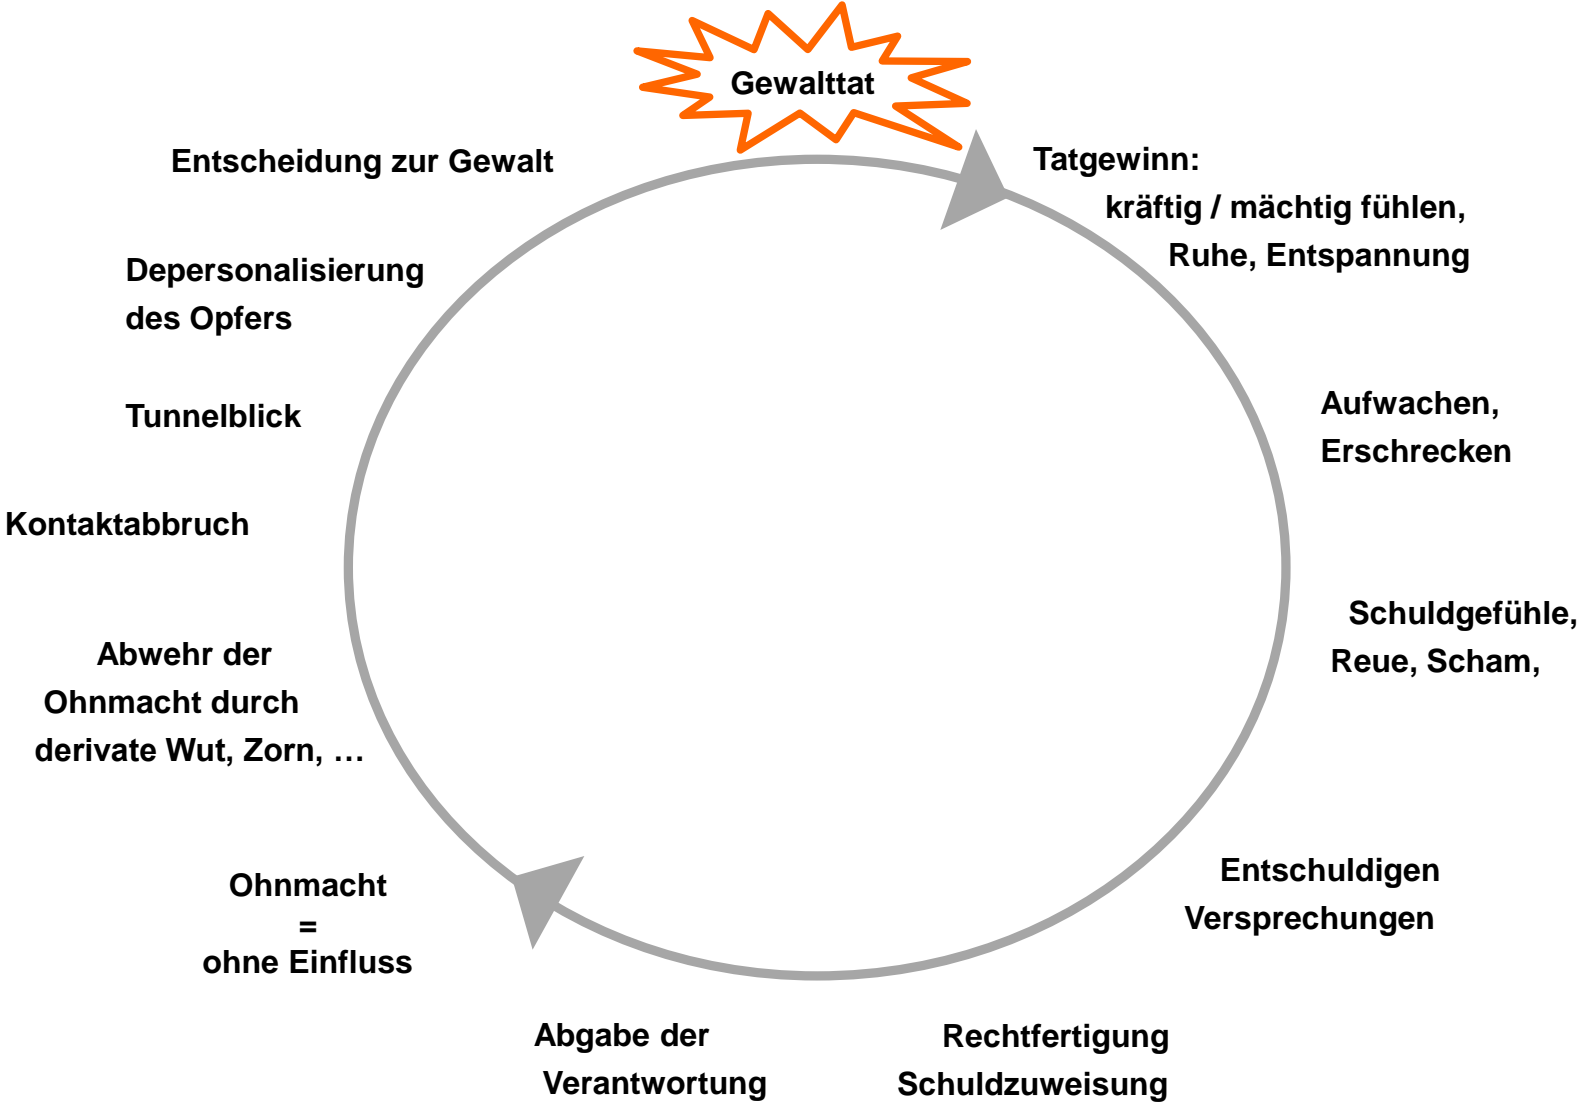 Gewalttat
Tatgewinn:
kräftig / mächtig fühlen,
Ruhe, Entspannung
Aufwachen,
Erschrecken
Schuldgefühle,
Reue, Scham,
Entschuldigen
Versprechungen
Rechtfertigung
Schuldzuweisung
Abgabe der
Verantwortung
Ohnmacht
=
ohne Einfluss
Abwehr der
Ohnmacht durch
derivate Wut, Zorn, …
Kontaktabbruch
Tunnelblick
Depersonalisierung
des Opfers
Entscheidung zur Gewalt